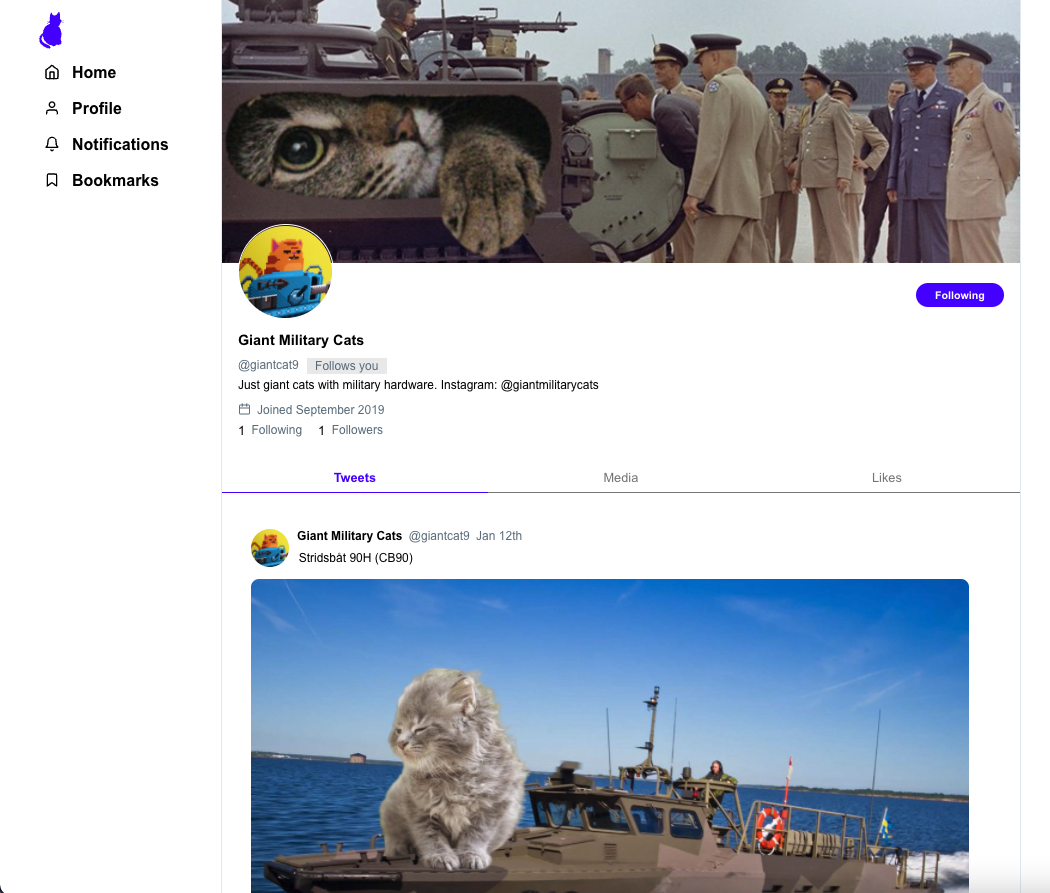 Home
Profile
Notifications
Bookmarks
Following
Giant Military Cats
@giantcat9 Follows you
Just giant cats with military hardware. Instagram: @giantmilitarycats
Joined September 2019
1 Following 1 Followers
Tweets Media Likes
Giant Military Cats @giantcat9 Jan 12th
Stridsbåt 90H (CB90)